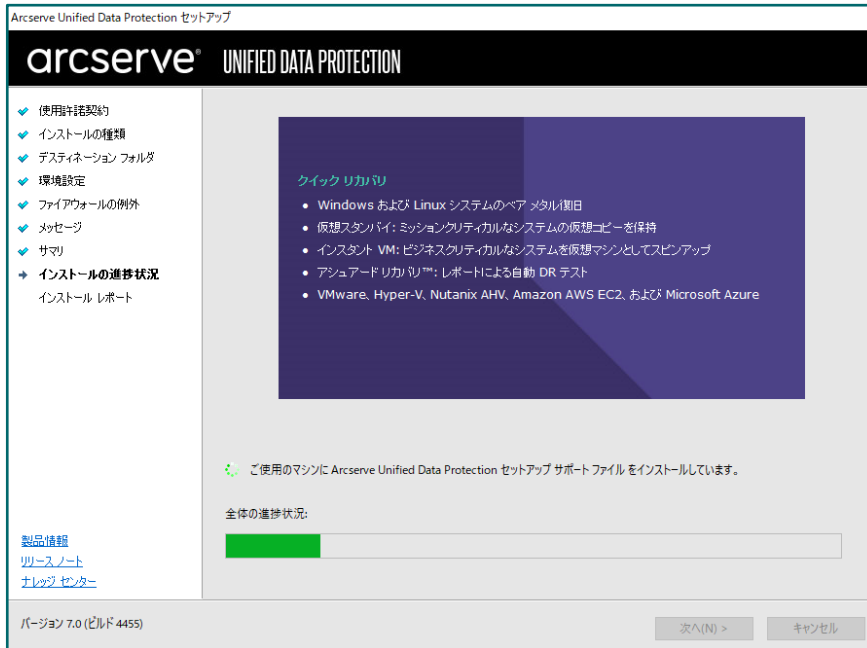 Arcserve Unified Data Protection セットアップ
arcserve® UNIFIED DATA PROTECTION
使用許諾契約
インストールの種類
デスティネーション フォルダ
環境設定
ファイアウォールの例外
メッセージ
サマリ
インストールの進捗状況
インストール レポート
クイック リカバリ
• Windows および Linux システムのベア メタル復旧
• 仮想スタンバイ: ミッションクリティカルなシステムの仮想コピーを保持
• インスタント VM: ビジネスクリティカルなシステムを仮想マシンとしてスピンアップ
• アシュアード リカバリ™: レポートによる自動 DR テスト
• VMware、Hyper-V、Nutanix AHV、Amazon AWS EC2、および Microsoft Azure
ご使用のマシンに Arcserve Unified Data Protection セットアップ サポート ファイル をインストールしています。
全体の進捗状況:
製品情報
リリース ノート
ナレッジ センター
バージョン 7.0 (ビルド 4455)
次へ(N) >
キャンセル